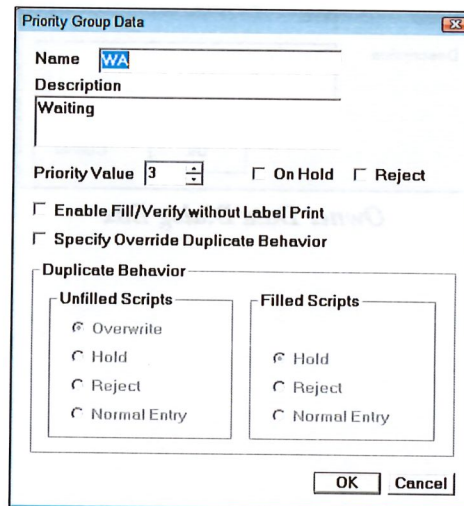 Priority Group Data
Name WA
Description
Waiting
Priority Value 3 On Hold Reject
Enable Fill/Verify without Label Print
Specify Override Duplicate Behavior
Duplicate Behavior
Unfilled Scripts
Overwrite
Hold
Reject
Normal Entry
Filled Scripts
Hold
Reject
Normal Entry
OK Cancel